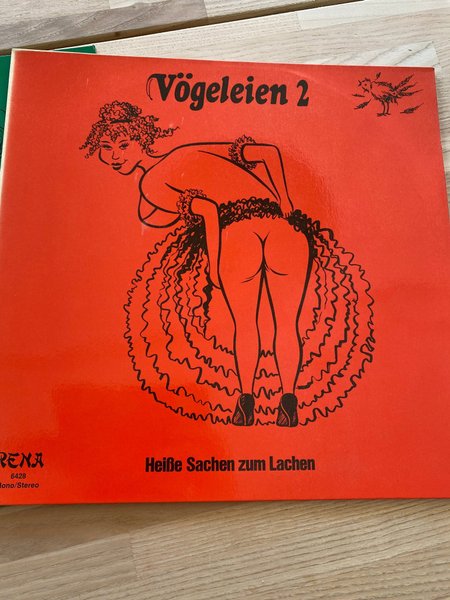 Vögeleien 2
Heiße Sachen zum Lachen
RENA
6428
Mono/Stereo